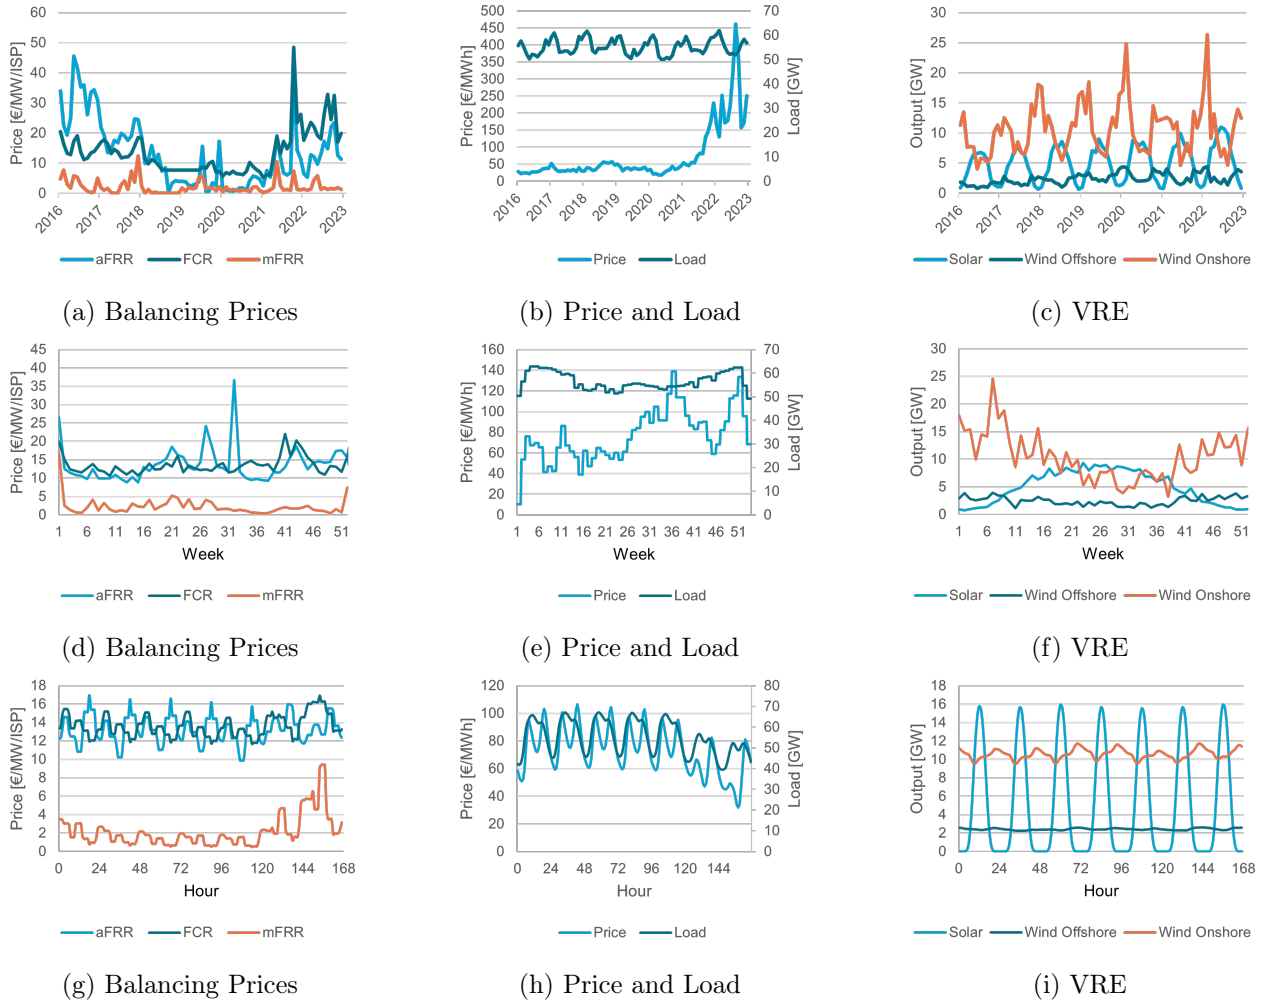 60
50
40
30
20
10
0
Price [€/MW/ISP]
2016 2017 2018 2019 2020 2021 2022 2023
aFRR FCR mFRR
(a) Balancing Prices
500
450
400
350
300
250
200
150
100
50
0
Price [€/MWh]
70
60
50
40
30
20
10
0
Load [GW]
2016 2017 2018 2019 2020 2021 2022 2023
Price Load
(b) Price and Load
30
25
20
15
10
5
0
Output [GW]
2016 2017 2018 2019 2020 2021 2022 2023
Solar Wind Offshore Wind Onshore
(c) VRE
45
40
35
30
25
20
15
10
5
0
Price [€/MW/ISP]
1 6 11 16 21 26 31 36 41 46 51
Week
aFRR FCR mFRR
(d) Balancing Prices
160
140
120
100
80
60
40
20
0
Price [€/MWh]
70
60
50
40
30
20
10
0
Load [GW]
1 6 11 16 21 26 31 36 41 46 51
Week
Price Load
(e) Price and Load
30
25
20
15
10
5
0
Output [GW]
1 6 11 16 21 26 31 36 41 46 51
Week
Solar Wind Offshore Wind Onshore
(f) VRE
18
16
14
12
10
8
6
4
2
0
Price [€/MW/ISP]
0 24 48 72 96 120 144 168
Hour
aFRR FCR mFRR
(g) Balancing Prices
120
100
80
60
40
20
0
Price [€/MWh]
80
70
60
50
40
30
20
10
0
Load [GW]
0 24 48 72 96 120 144
Hour
Price Load
(h) Price and Load
18
16
14
12
10
8
6
4
2
0
Output [GW]
0 24 48 72 96 120 144 168
Hour
Solar Wind Offshore Wind Onshore
(i) VRE